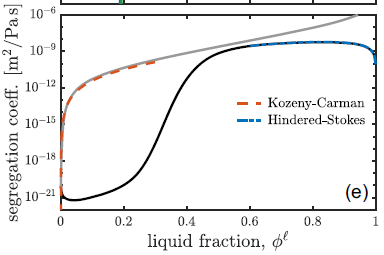 segregation coeff. [m²/Pa s]
10⁻⁶
10⁻⁹
10⁻¹²
10⁻¹⁵
10⁻¹⁸
10⁻²¹
Kozeny-Carman
Hindered-Stokes
(e)
0 0.2 0.4 0.6 0.8 1
liquid fraction, ϕ^ℓ